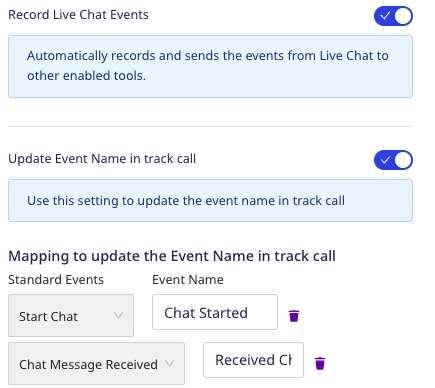 Record Live Chat Events
Automatically records and sends the events from Live Chat to
other enabled tools.
Update Event Name in track call
Use this setting to update the event name in track call
Mapping to update the Event Name in track call
Standard Events Event Name
Start Chat Chat Started
Chat Message Received Received Ch